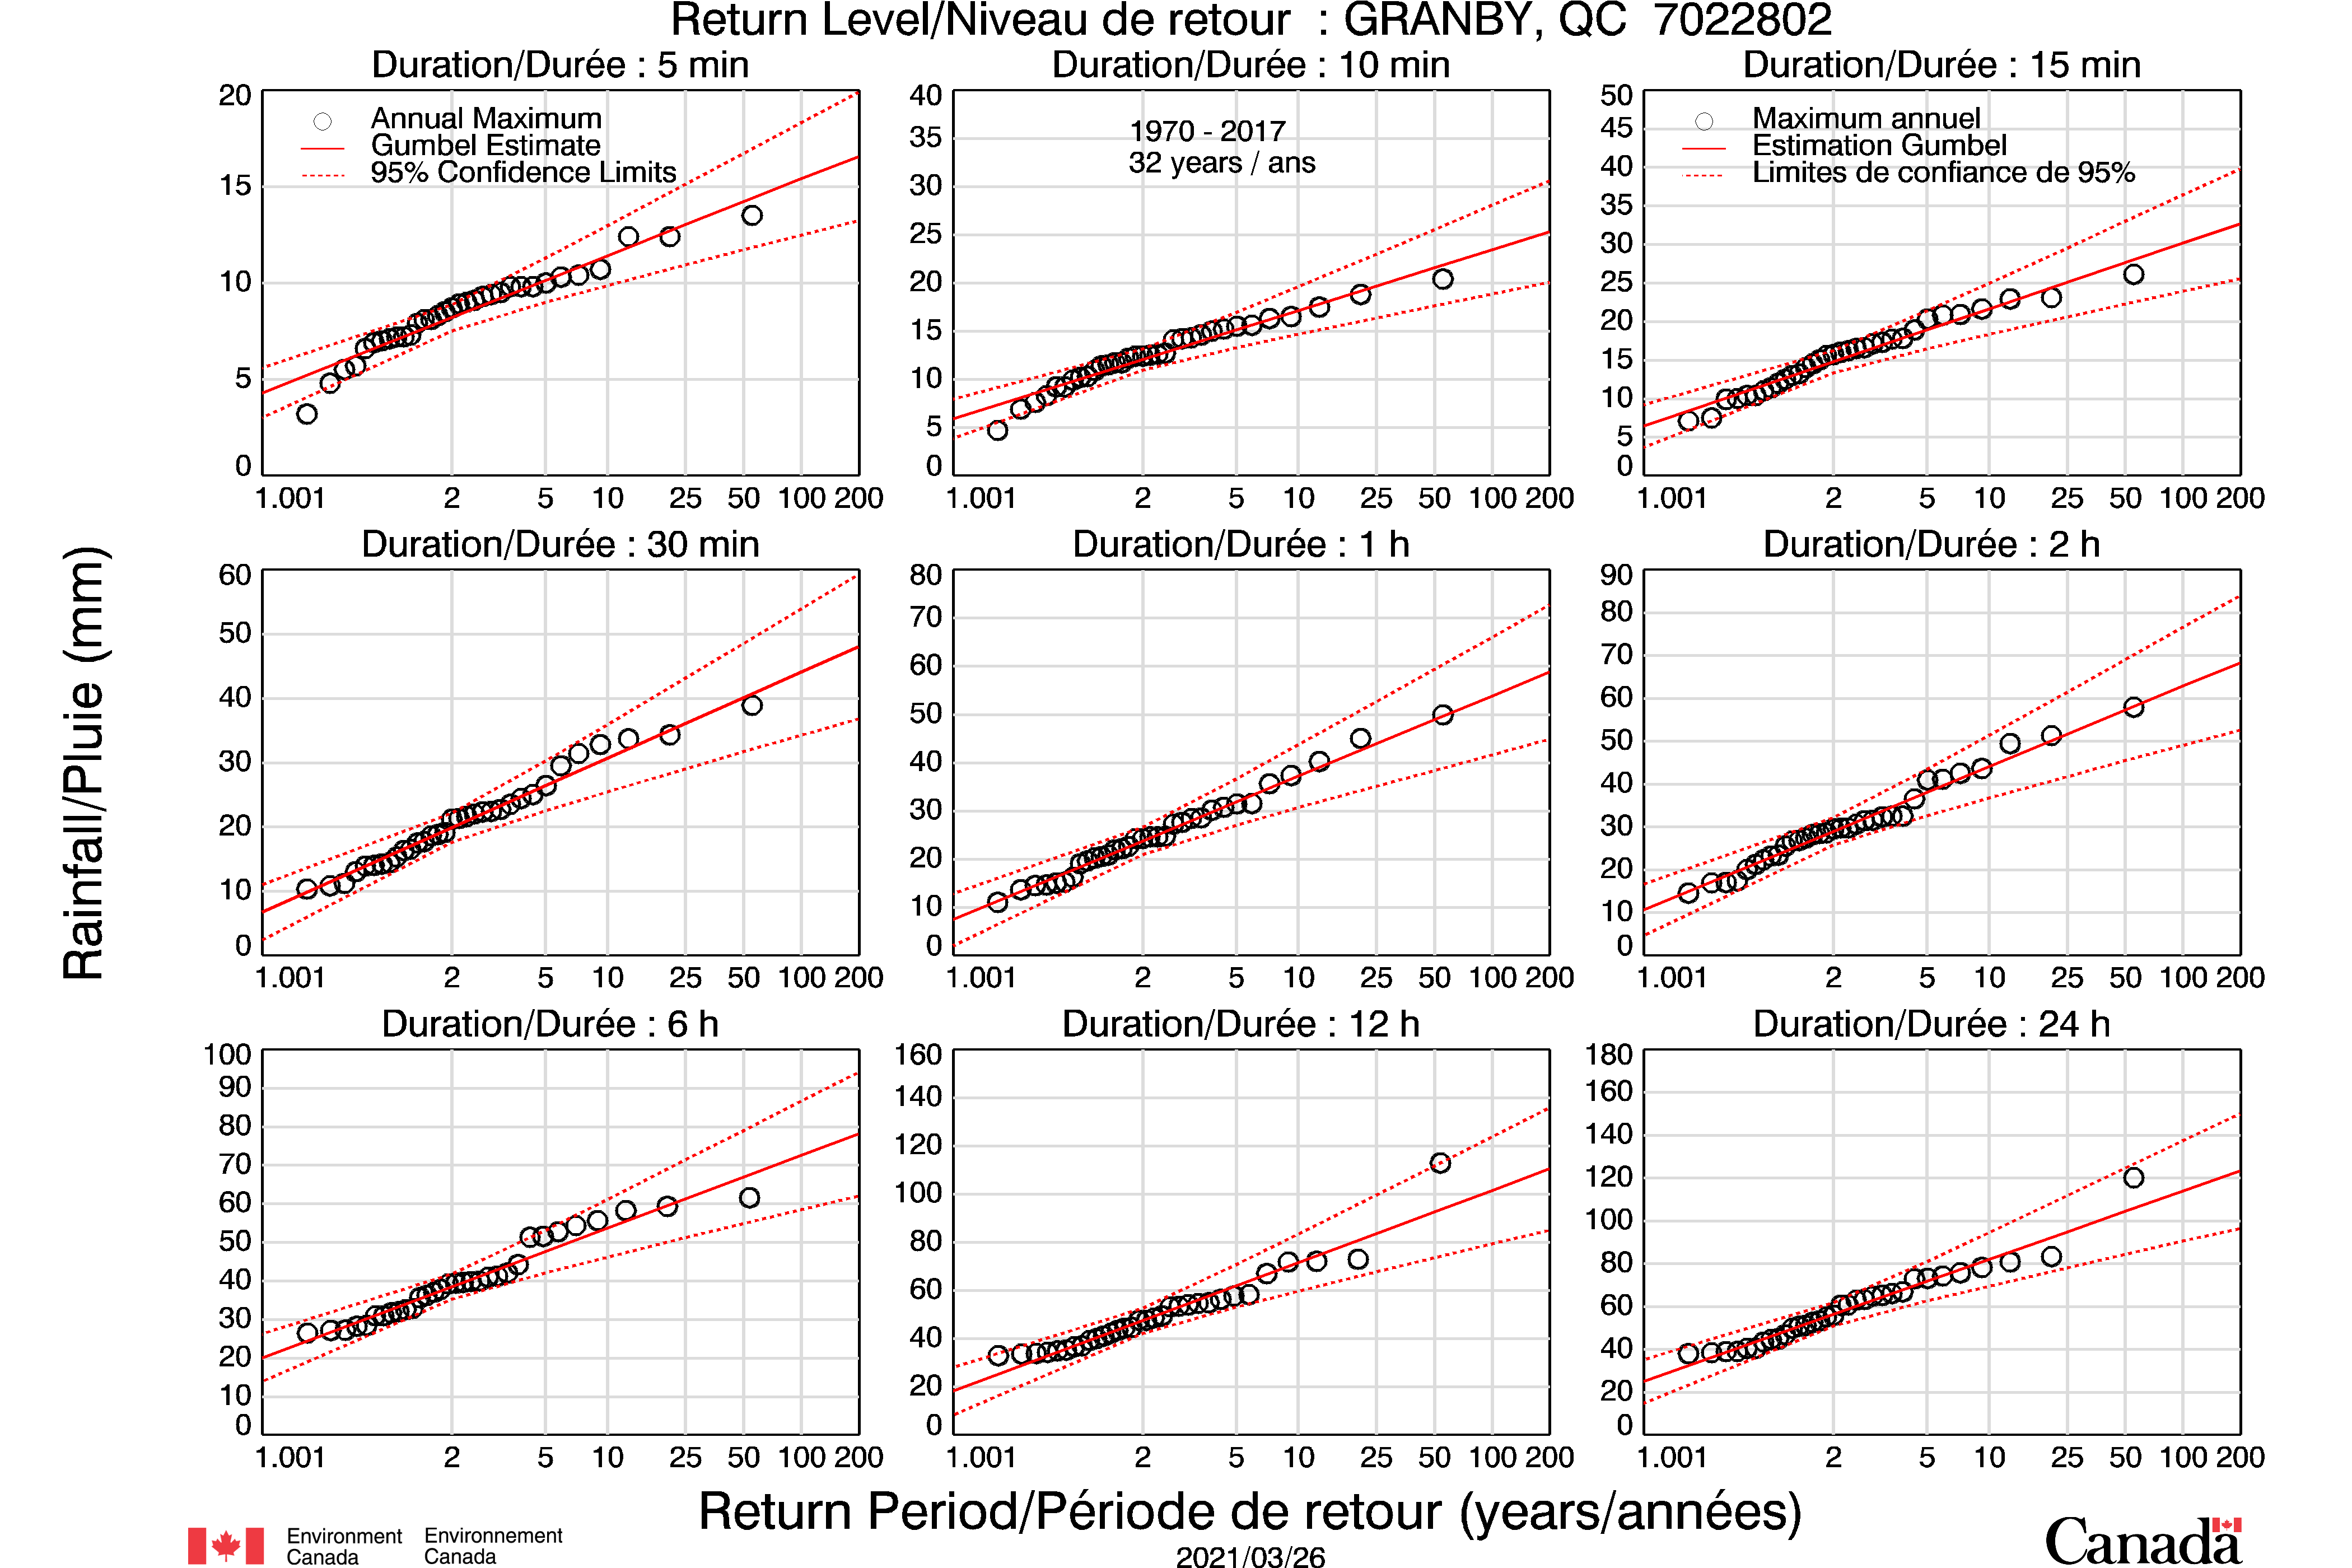 Return Level/Niveau de retour : GRANBY, QC 7022802
Duration/Durée : 5 min
20
15
10
5
0
Annual Maximum
Gumbel Estimate
95% Confidence Limits
1.001 2 5 10 25 50 100 200
Duration/Durée : 10 min
40
35
30
25
20
15
10
5
0
1970 - 2017
32 years / ans
1.001 2 5 10 25 50 100 200
Duration/Durée : 15 min
50
45
40
35
30
25
20
15
10
5
0
Maximum annuel
Estimation Gumbel
Limites de confiance de 95%
1.001 2 5 10 25 50 100 200
Rainfall/Pluie (mm)
Duration/Durée : 30 min
60
50
40
30
20
10
0
1.001 2 5 10 25 50 100 200
Duration/Durée : 1 h
80
70
60
50
40
30
20
10
0
1.001 2 5 10 25 50 100 200
Duration/Durée : 2 h
90
80
70
60
50
40
30
20
10
0
1.001 2 5 10 25 50 100 200
Duration/Durée : 6 h
100
90
80
70
60
50
40
30
20
10
0
1.001 2 5 10 25 50 100 200
Duration/Durée : 12 h
160
140
120
100
80
60
40
20
0
1.001 2 5 10 25 50 100 200
Duration/Durée : 24 h
180
160
140
120
100
80
60
40
20
0
1.001 2 5 10 25 50 100 200
Return Period/Période de retour (years/années)
Environment
Canada
Environnement
Canada
2021/03/26
Canada